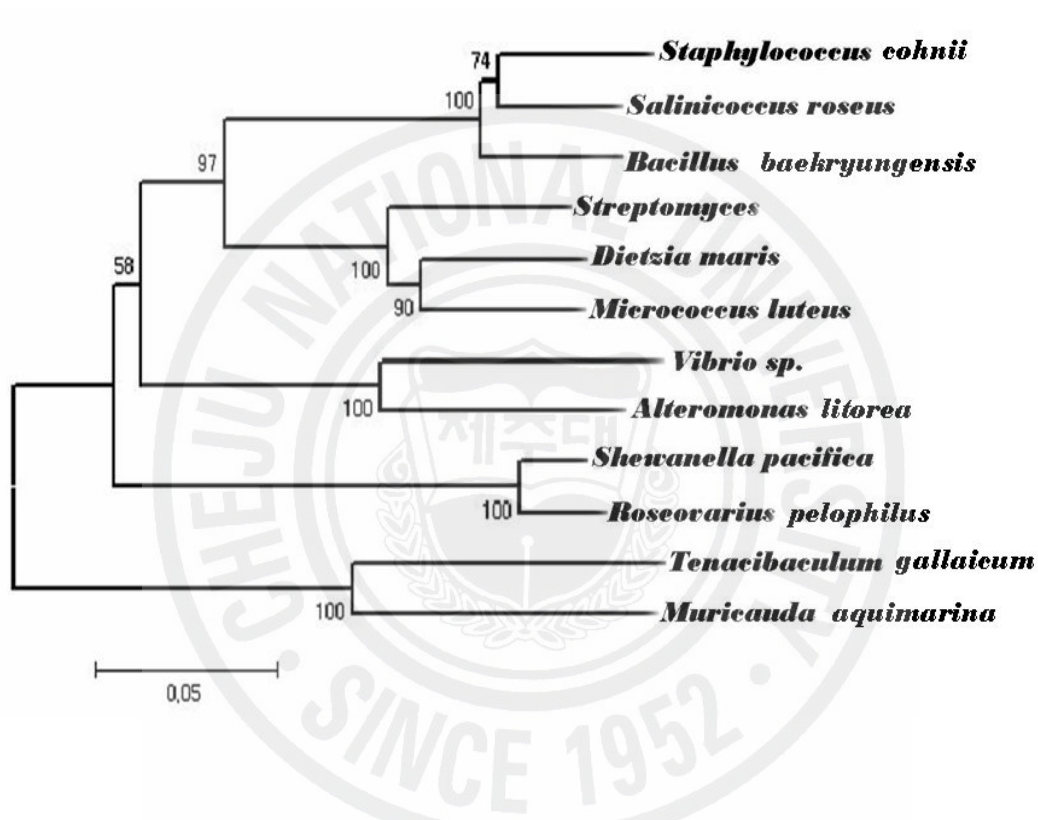 74
Staphylococcus cohnii
100
Salinicoccus roseus
97
Bacillus baekryungensis
Streptomyces
58
100
Dietzia maris
90
Micrococcus luteus
Vibrio sp.
100
Alteromonas litorea
Shewanella pacifica
100
Roseovarius pelophilus
Tenacibaculum gallaicum
100
Muricauda aquimarina
0,05
CHEJU NATIONAL UNIVERSITY
제주대
SINCE 1952